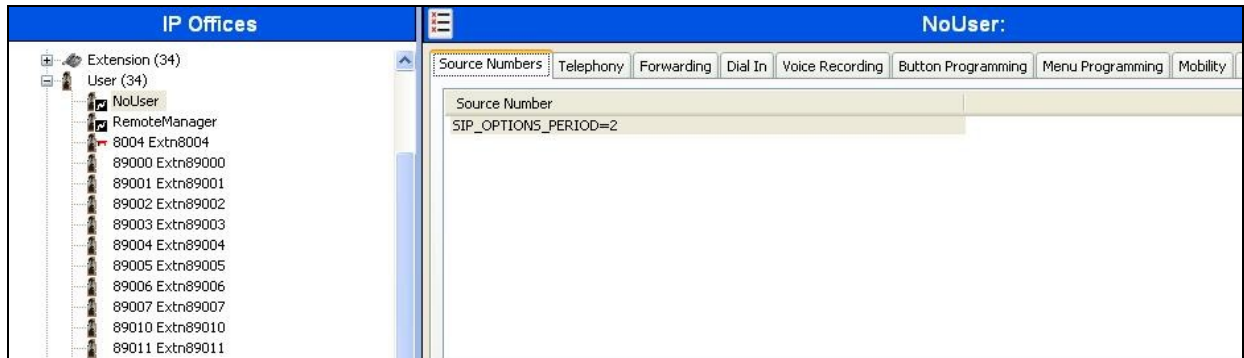 IP Offices
Extension (34)
User (34)
NoUser
RemoteManager
8004 Extn8004
89000 Extn89000
89001 Extn89001
89002 Extn89002
89003 Extn89003
89004 Extn89004
89005 Extn89005
89006 Extn89006
89007 Extn89007
89010 Extn89010
89011 Extn89011
NoUser:
Source Numbers Telephony Forwarding Dial In Voice Recording Button Programming Menu Programming Mobility
Source Number
SIP_OPTIONS_PERIOD=2